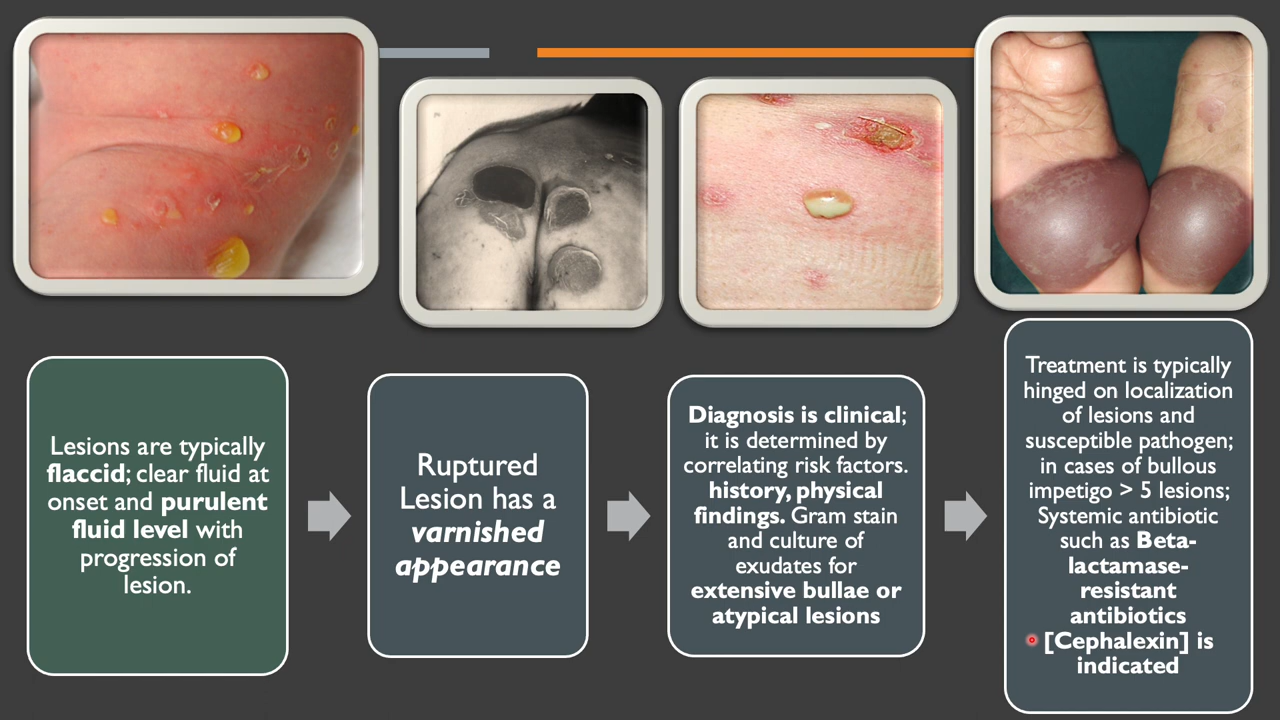 Lesions are typically
flaccid; clear fluid at
onset and purulent
fluid level with
progression of
lesion.
Ruptured
Lesion has a
varnished
appearance
Diagnosis is clinical;
it is determined by
correlating risk factors.
history, physical
findings. Gram stain
and culture of
exudates for
extensive bullae or
atypical lesions
Treatment is typically
hinged on localization
of lesions and
susceptible pathogen;
in cases of bullous
impetigo > 5 lesions;
Systemic antibiotic
such as Beta-
lactamase-
resistant
antibiotics
[Cephalexin] is
indicated